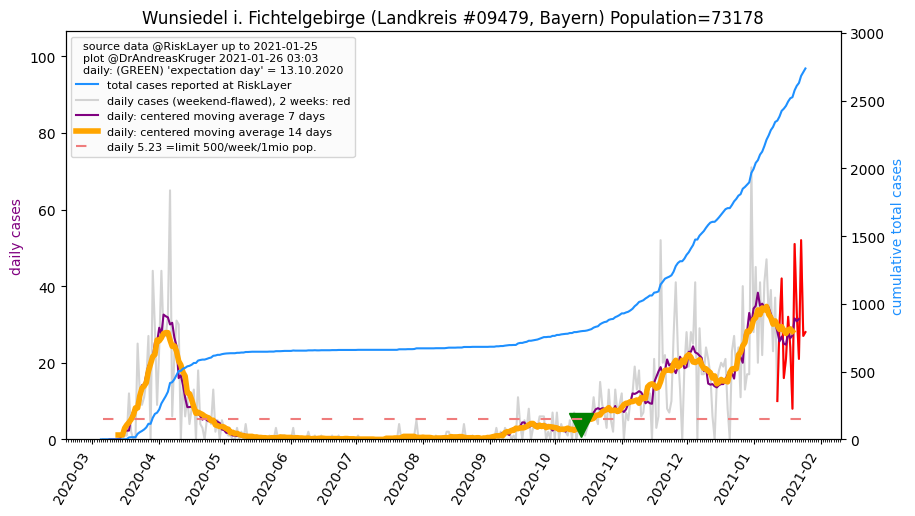 Wunsiedel i. Fichtelgebirge (Landkreis #09479, Bayern) Population=73178
source data @RiskLayer up to 2021-01-25
plot @DrAndreasKruger 2021-01-26 03:03
daily: (GREEN) 'expectation day' = 13.10.2020
total cases reported at RiskLayer
daily cases (weekend-flawed), 2 weeks: red
daily: centered moving average 7 days
daily: centered moving average 14 days
daily 5.23 =limit 500/week/1mio pop.
daily cases
100
80
60
40
20
0
cumulative total cases
3000
2500
2000
1500
1000
500
0
2020-03
2020-04
2020-05
2020-06
2020-07
2020-08
2020-09
2020-10
2020-11
2020-12
2021-01
2021-02